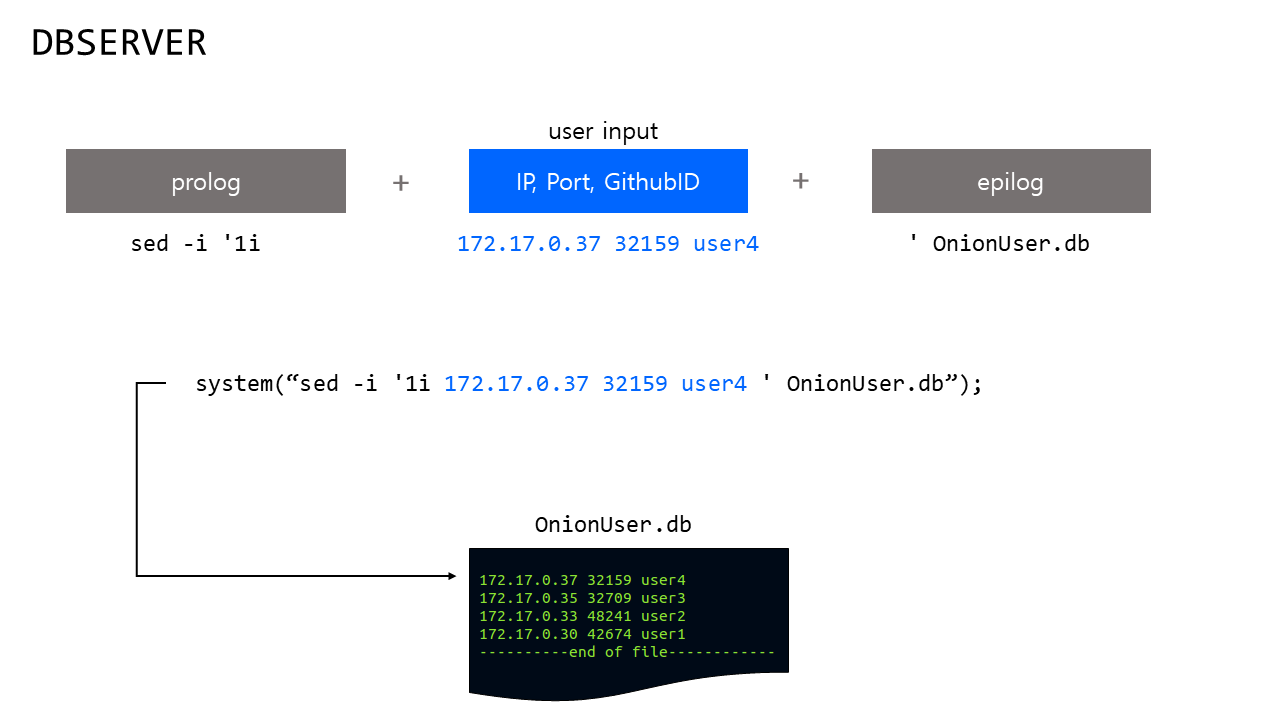 DBSERVER
user input
prolog + IP, Port, GithubID + epilog
sed -i '1i 172.17.0.37 32159 user4 ' OnionUser.db
system(“sed -i '1i 172.17.0.37 32159 user4 ' OnionUser.db”);
OnionUser.db
172.17.0.37 32159 user4
172.17.0.35 32709 user3
172.17.0.33 48241 user2
172.17.0.30 42674 user1
----------end of file------------